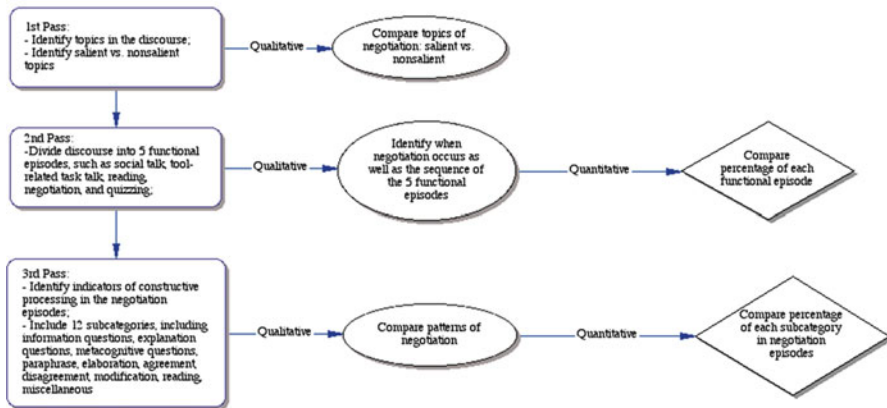 1st Pass:
- Identify topics in the discourse;
- Identify salient vs. nonsalient
topics
Qualitative
Compare topics of
negotiation: salient vs.
nonsalient
2nd Pass:
-Divide discourse into 5 functional
episodes, such as social talk, tool-
related task talk, reading,
negotiation, and quizzing;
Qualitative
Identify when
negotiation occurs as
well as the sequence of
the 5 functional
episodes
Quantitative
Compare
percentage of each
functional episode
3rd Pass:
- Identify indicators of constructive
processing in the negotiation
episodes;
- Include 12 subcategories, including
information questions, explanation
questions, metacognitive questions,
paraphrase, elaboration, agreement,
disagreement, modification, reading,
miscellaneous
Qualitative
Compare patterns of
negotiation
Quantitative
Compare percentage
of each subcategory
in negotiation
episodes